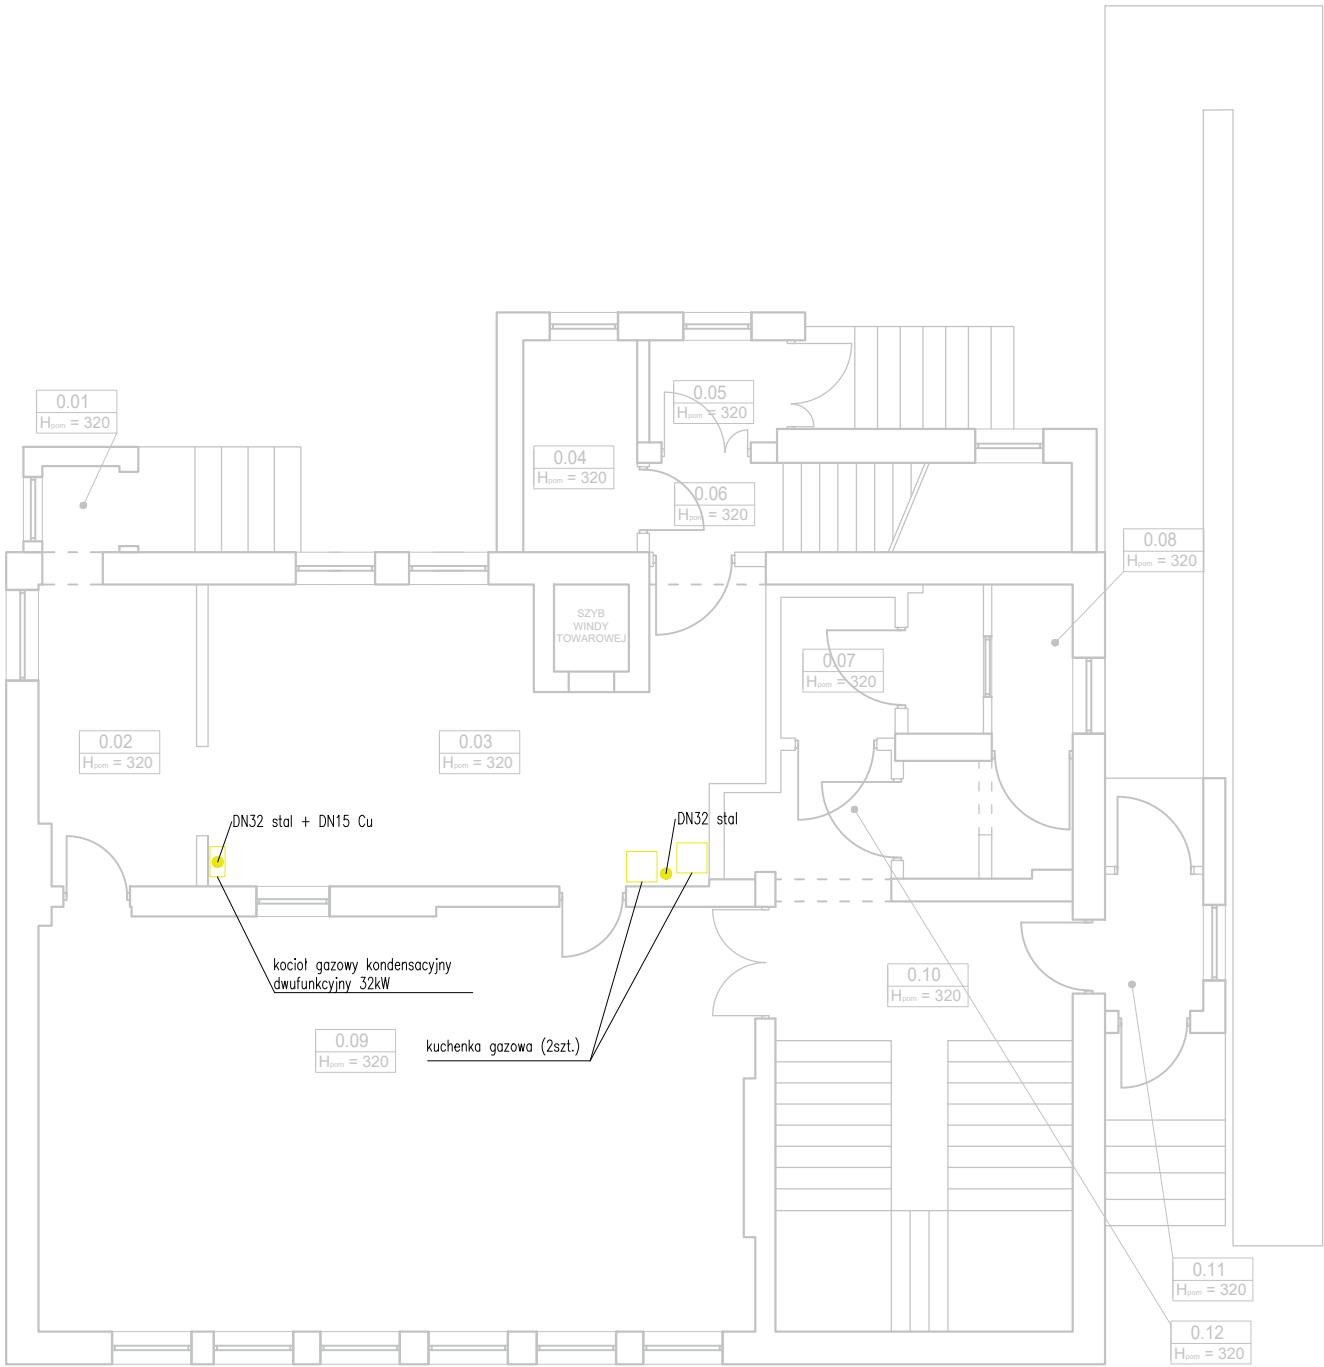 0.01
Hpom = 320
0.05
Hpom = 320
0.04
Hpom = 320
0.06
Hpom = 320
0.08
Hpom = 320
SZYB
WINDY
TOWAROWEJ
0.07
Hpom = 320
0.02
Hpom = 320
0.03
Hpom = 320
DN32 stal + DN15 Cu
DN32 stal
kocioł gazowy kondensacyjny
dwufunkcyjny 32kW
0.10
Hpom = 320
0.09
Hpom = 320
kuchenka gazowa (2szt.)
0.11
Hpom = 320
0.12
Hpom = 320